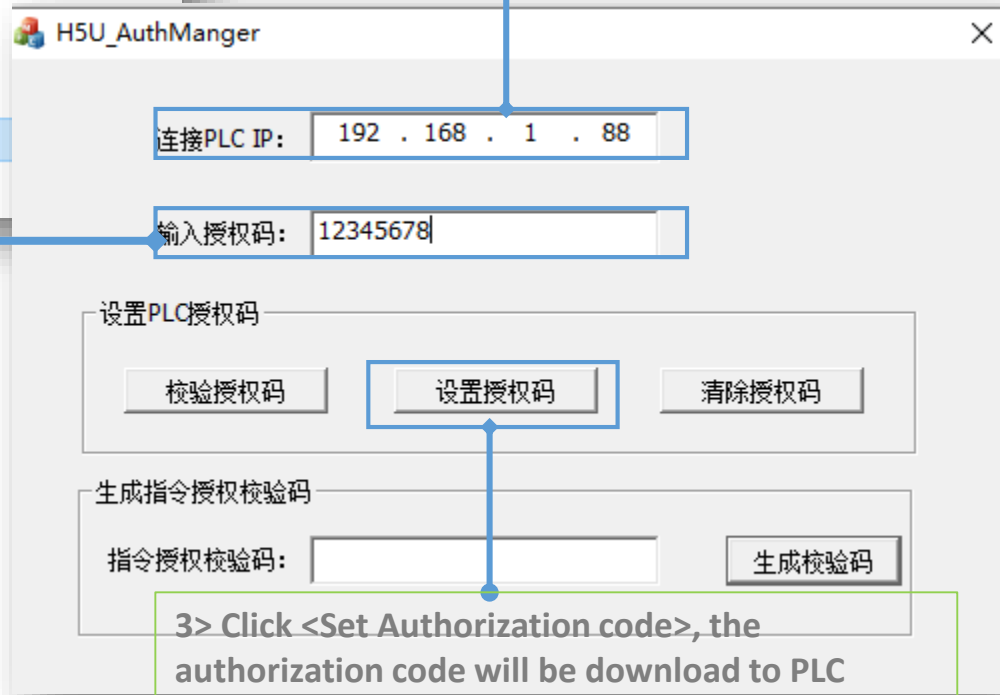 H5U_AuthManger
连接PLC IP: 192 . 168 . 1 . 88
输入授权码: 12345678
设置PLC授权码
校验授权码 设置授权码 清除授权码
生成指令授权校验码
指令授权校验码: 生成校验码
3> Click <Set Authorization code>, the
authorization code will be download to PLC